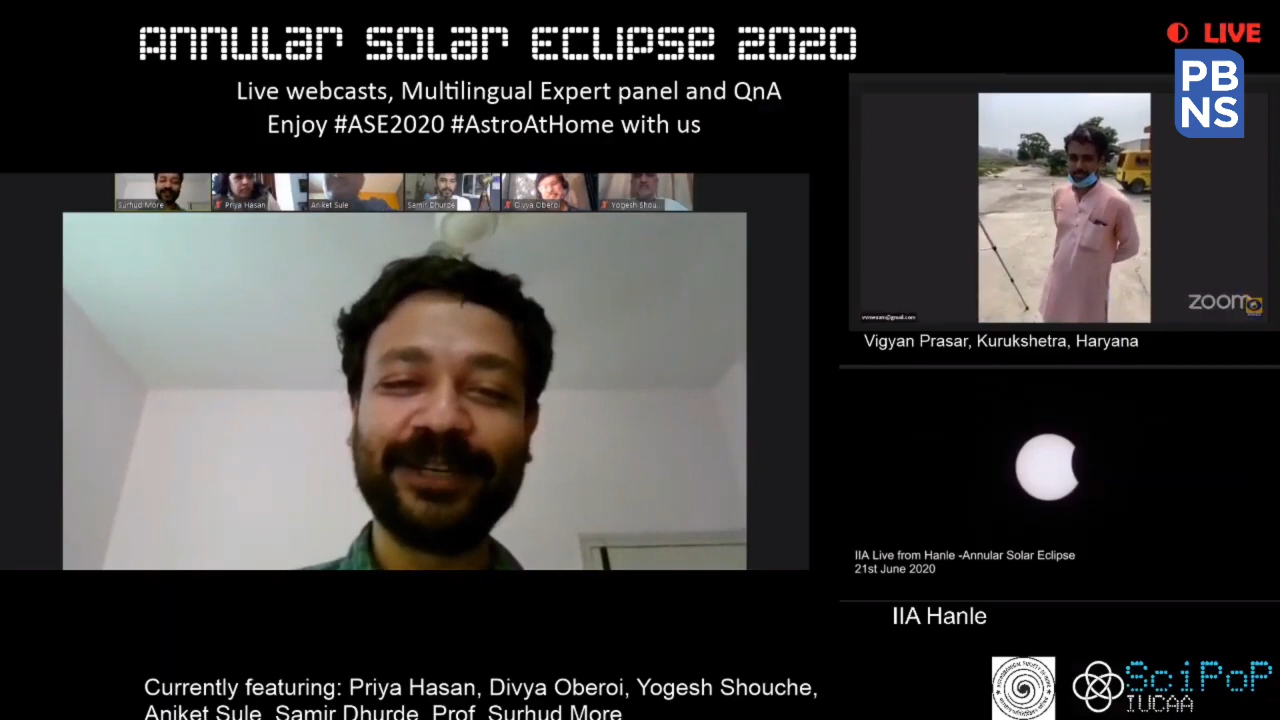 ANNULAR SOLAR ECLIPSE 2020
LIVE
PB
NS
Live webcasts, Multilingual Expert panel and QnA
Enjoy #ASE2020 #AstroAtHome with us
Surhud More
Priya Hasan
Aniket Sule
Samir Dhurde
Divya Oberoi
Yogesh Shou...
zoom
Vigyan Prasar, Kurukshetra, Haryana
IIA Live from Hanle -Annular Solar Eclipse
21st June 2020
IIA Hanle
Currently featuring: Priya Hasan, Divya Oberoi, Yogesh Shouche,
Aniket Sule, Samir Dhurde, Prof. Surhud More
SciPoP
IUCAA